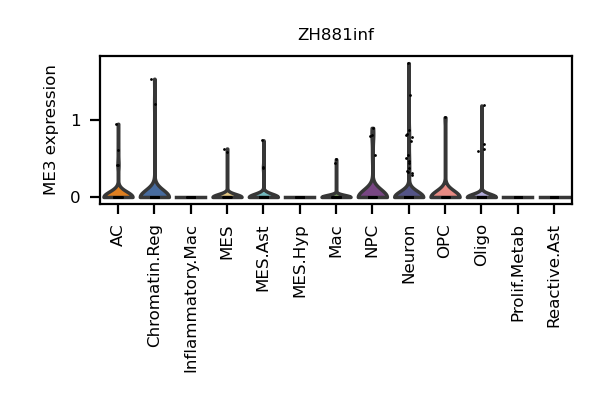 ZH881inf
ME3 expression
1
0
AC
Chromatin.Reg
Inflammatory.Mac
MES
MES.Ast
MES.Hyp
Mac
NPC
Neuron
OPC
Oligo
Prolif.Metab
Reactive.Ast